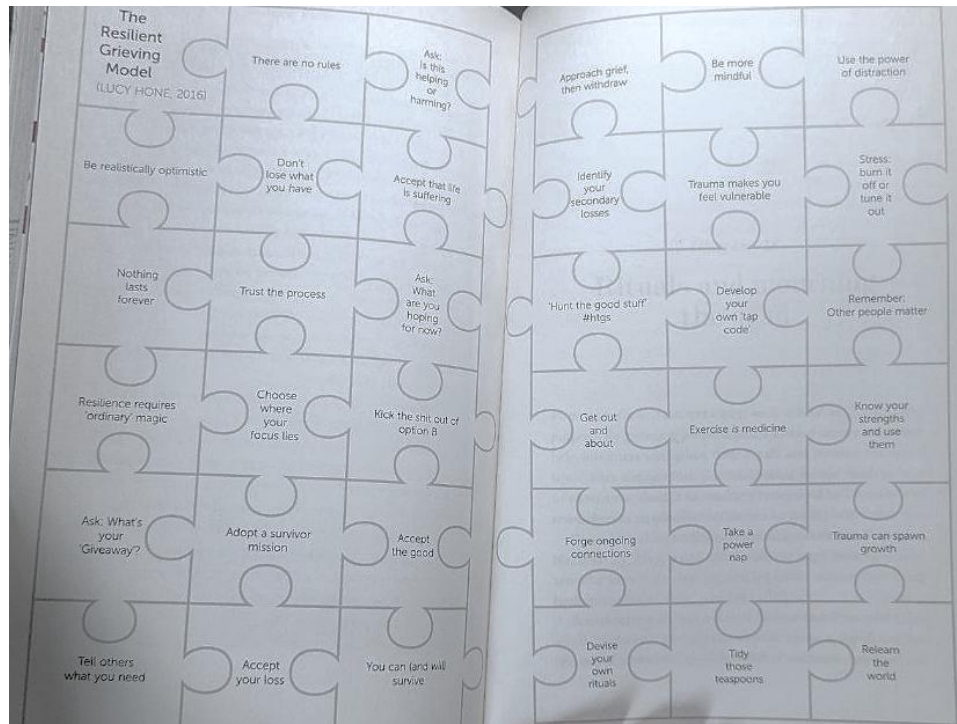 The
Resilient
Grieving
Model
(LUCY HONE, 2016)
There are no rules
Ask:
Is this
helping
or
harming?
Approach grief,
then withdraw
Be more
mindful
Use the power
of distraction
Be realistically optimistic
Don't
lose what
you have
Accept that life
is suffering
Identify
your
secondary
losses
Trauma makes you
feel vulnerable
Stress:
burn it
off or
tune it
out
Nothing
lasts
forever
Trust the process
Ask:
What
are you
hoping
for now?
'Hunt the good stuff'
#htgs
Develop
your
own 'tap
code'
Remember:
Other people matter
Resilience requires
'ordinary' magic
Choose
where
your
focus lies
Kick the shit out of
option B
Get out
and
about
Exercise is medicine
Know your
strengths
and use
them
Ask: What's
your
'Giveaway'?
Adopt a survivor
mission
Accept
the good
Forge ongoing
connections
Take a
power
nap
Trauma can spawn
growth
Tell others
what you need
Accept
your loss
You can (and will
survive
Devise
your
own
rituals
Tidy
those
teaspoons
Relearn
the
world